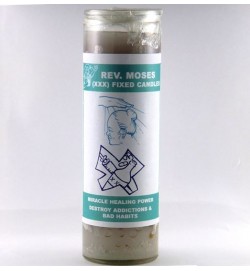 REV. MOSES
(XXX) FIXED CANDLES
MIRACLE HEALING POWER
DESTROY ADDICTIONS &
BAD HABITS